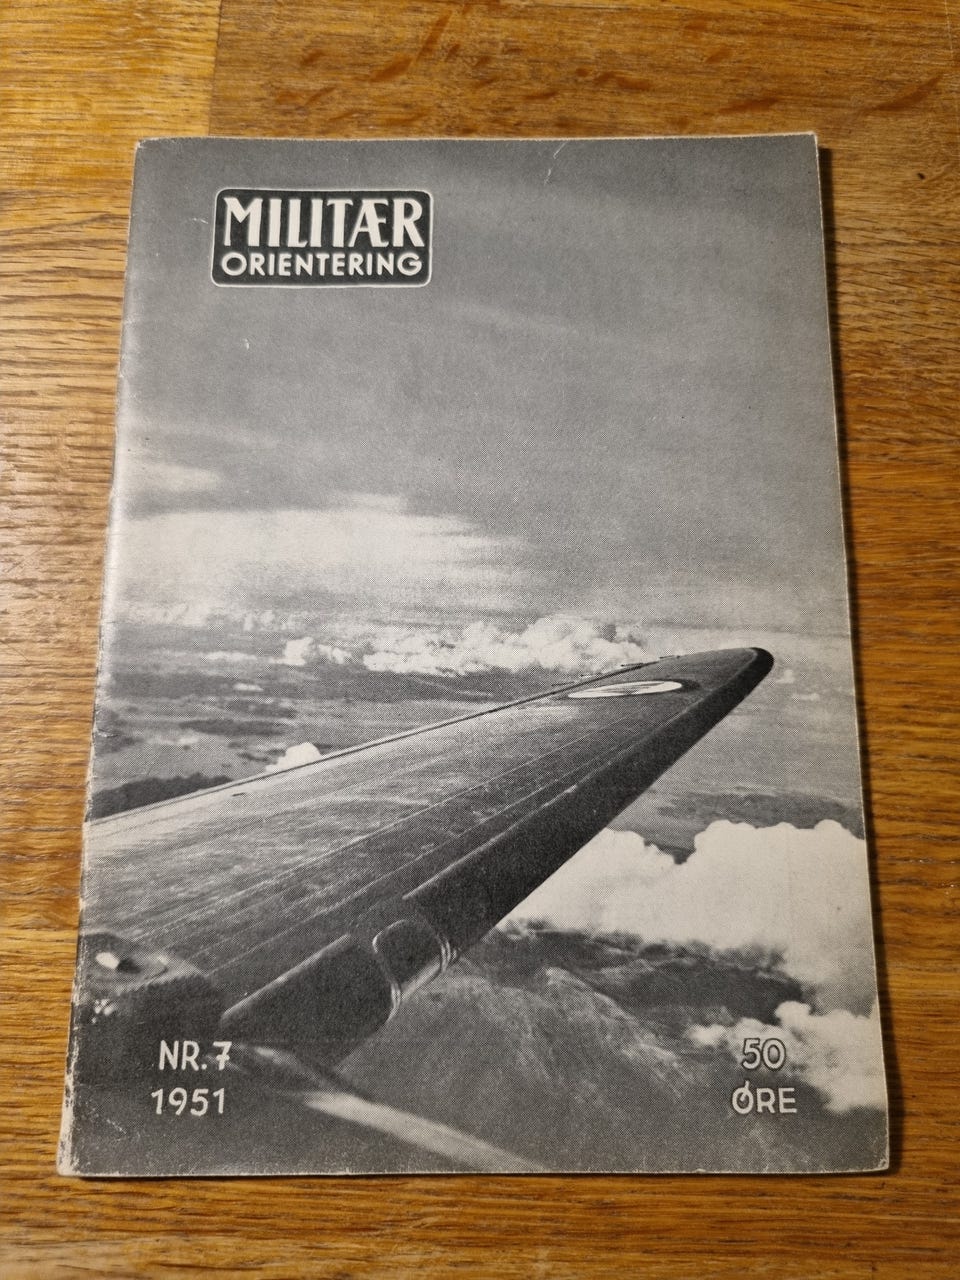 MILITÆR
ORIENTERING
NR. 7
1951
50
ØRE